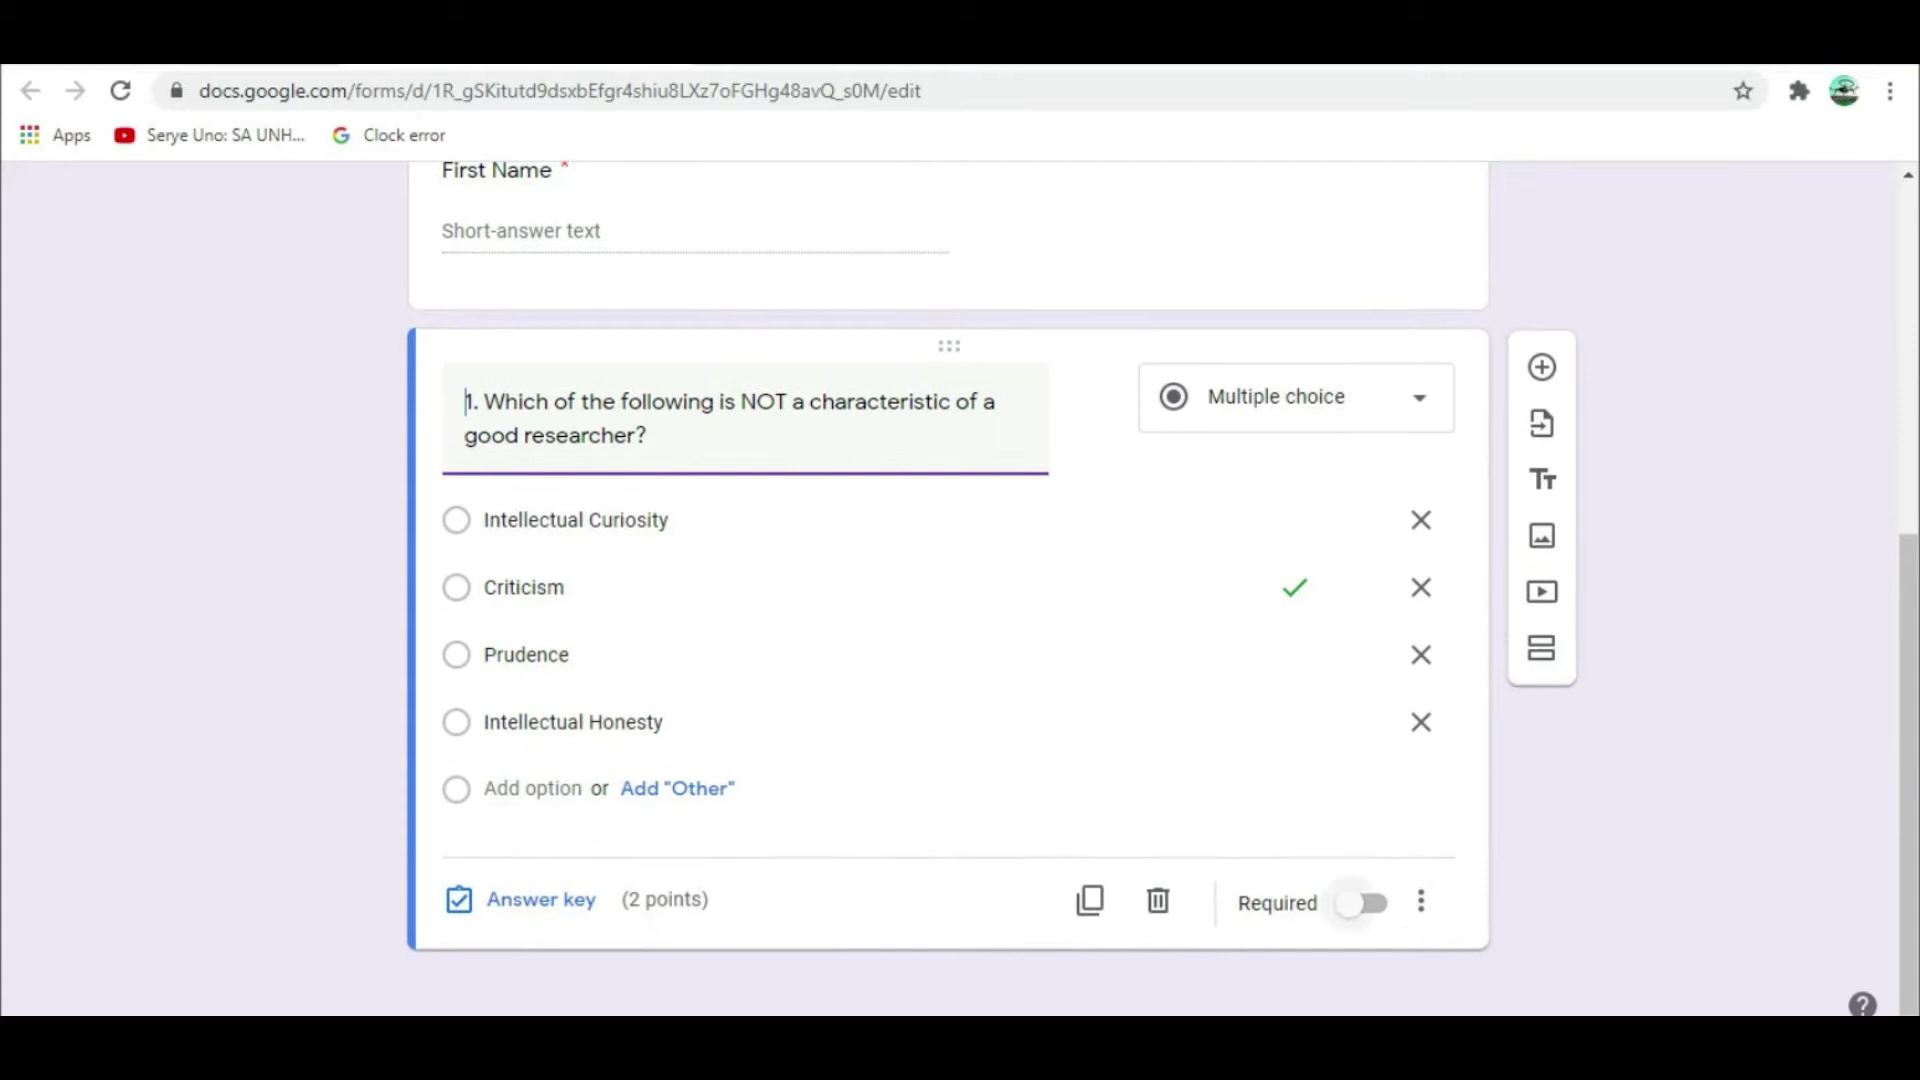 docs.google.com/forms/d/1R_gSKitutd9dsxbEfgr4shiu8LXz7oFGHg48avQ_s0M/edit
Apps Serye Uno: SA UNH... Clock error
First Name *
Short-answer text
1. Which of the following is NOT a characteristic of a
good researcher?
Multiple choice
Intellectual Curiosity
Criticism
Prudence
Intellectual Honesty
Add option or Add "Other"
Answer key (2 points)
Required